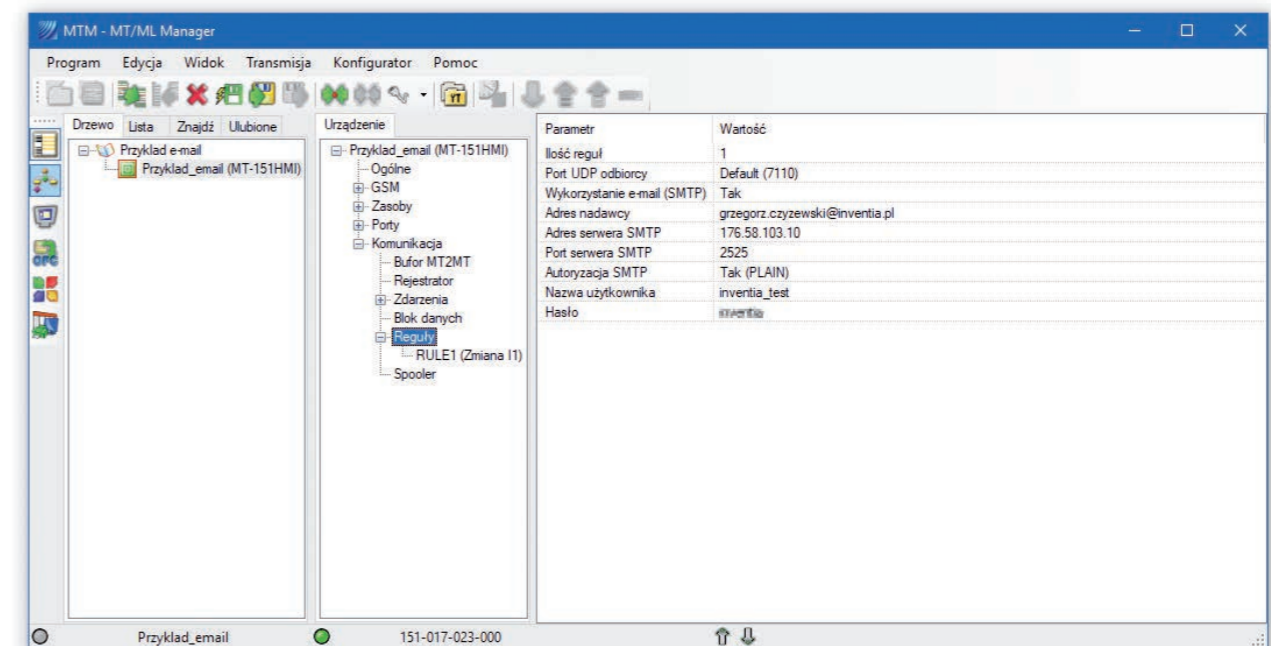 MTM - MT/ML Manager
Program Edycja Widok Transmisja Konfigurator Pomoc
Drzewo Lista Znajdź Ulubione
Przyklad e-mail
Przyklad_email (MT-151HMI)
Urządzenie
Przyklad_email (MT-151HMI)
Ogólne
GSM
Zasoby
Porty
Komunikacja
Bufor MT2MT
Rejestrator
Zdarzenia
Blok danych
Reguły
RULE1 (Zmiana I1)
Spooler
Parametr Wartość
Ilość reguł 1
Port UDP odbiorcy Default (7110)
Wykorzystanie e-mail (SMTP) Tak
Adres nadawcy grzegorz.czyzewski@inventia.pl
Adres serwera SMTP 176.58.103.10
Port serwera SMTP 2525
Autoryzacja SMTP Tak (PLAIN)
Nazwa użytkownika inventia_test
Hasło
Przyklad_email 151-017-023-000